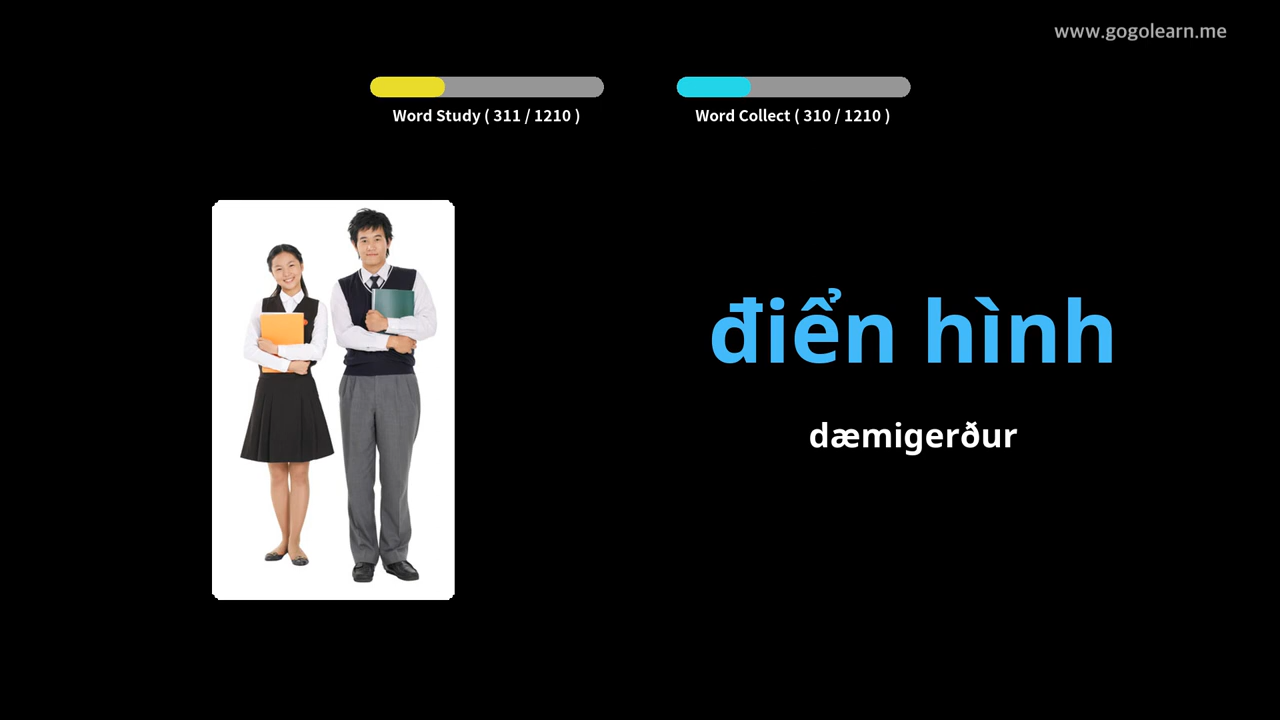 www.gogolearn.me
Word Study ( 311 / 1210 )
Word Collect ( 310 / 1210 )
điển hình
dæmigerður